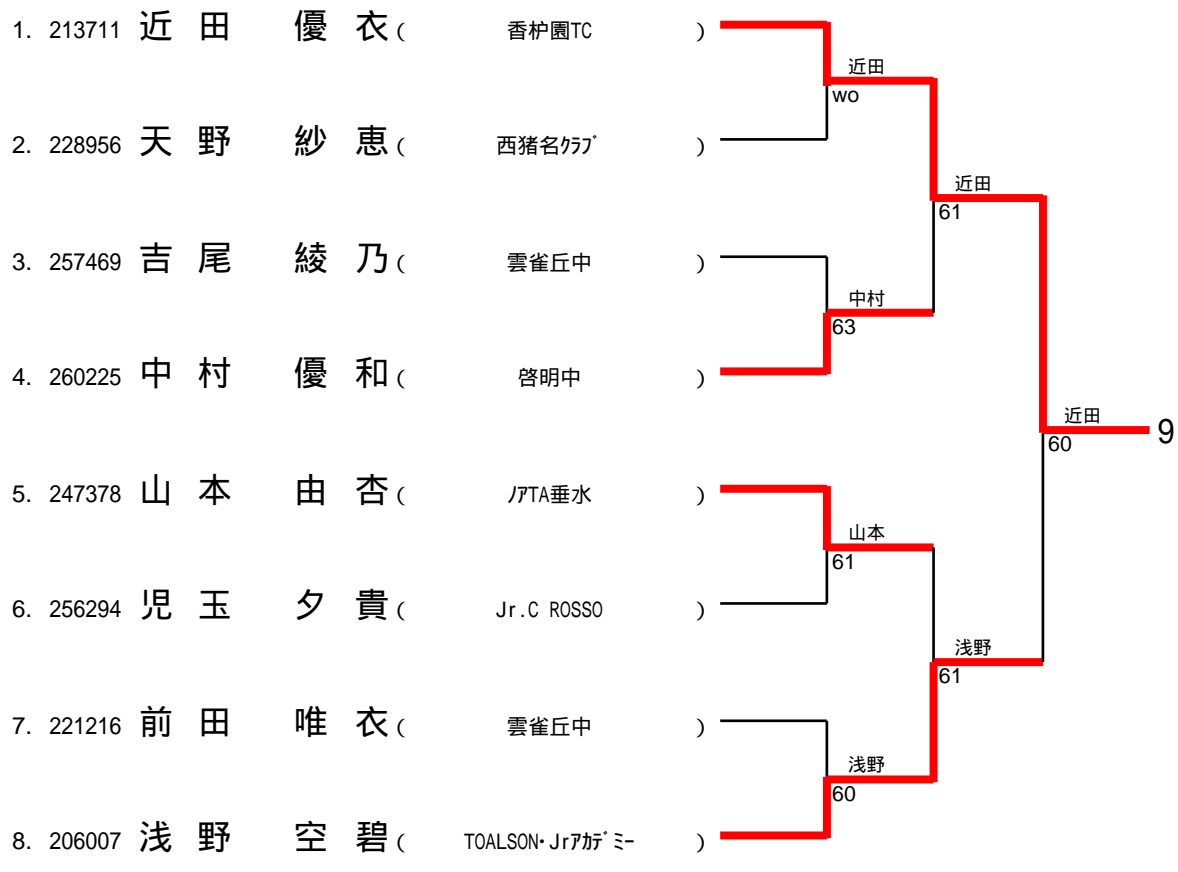 1. 213711 近 田 優 衣 ( 香枦園TC )
近田
wo
2. 228956 天 野 紗 恵 ( 西猪名ｸﾗﾌﾞ )
近田
61
3. 257469 吉 尾 綾 乃 ( 雲雀丘中 )
中村
63
4. 260225 中 村 優 和 ( 啓明中 )
近田
60
9
5. 247378 山 本 由 杏 ( ﾉｱTA垂水 )
山本
61
6. 256294 児 玉 夕 貴 ( Jr.C ROSSO )
浅野
61
7. 221216 前 田 唯 衣 ( 雲雀丘中 )
浅野
60
8. 206007 浅 野 空 碧 ( TOALSON･Jrｱｶﾃﾞﾐｰ )